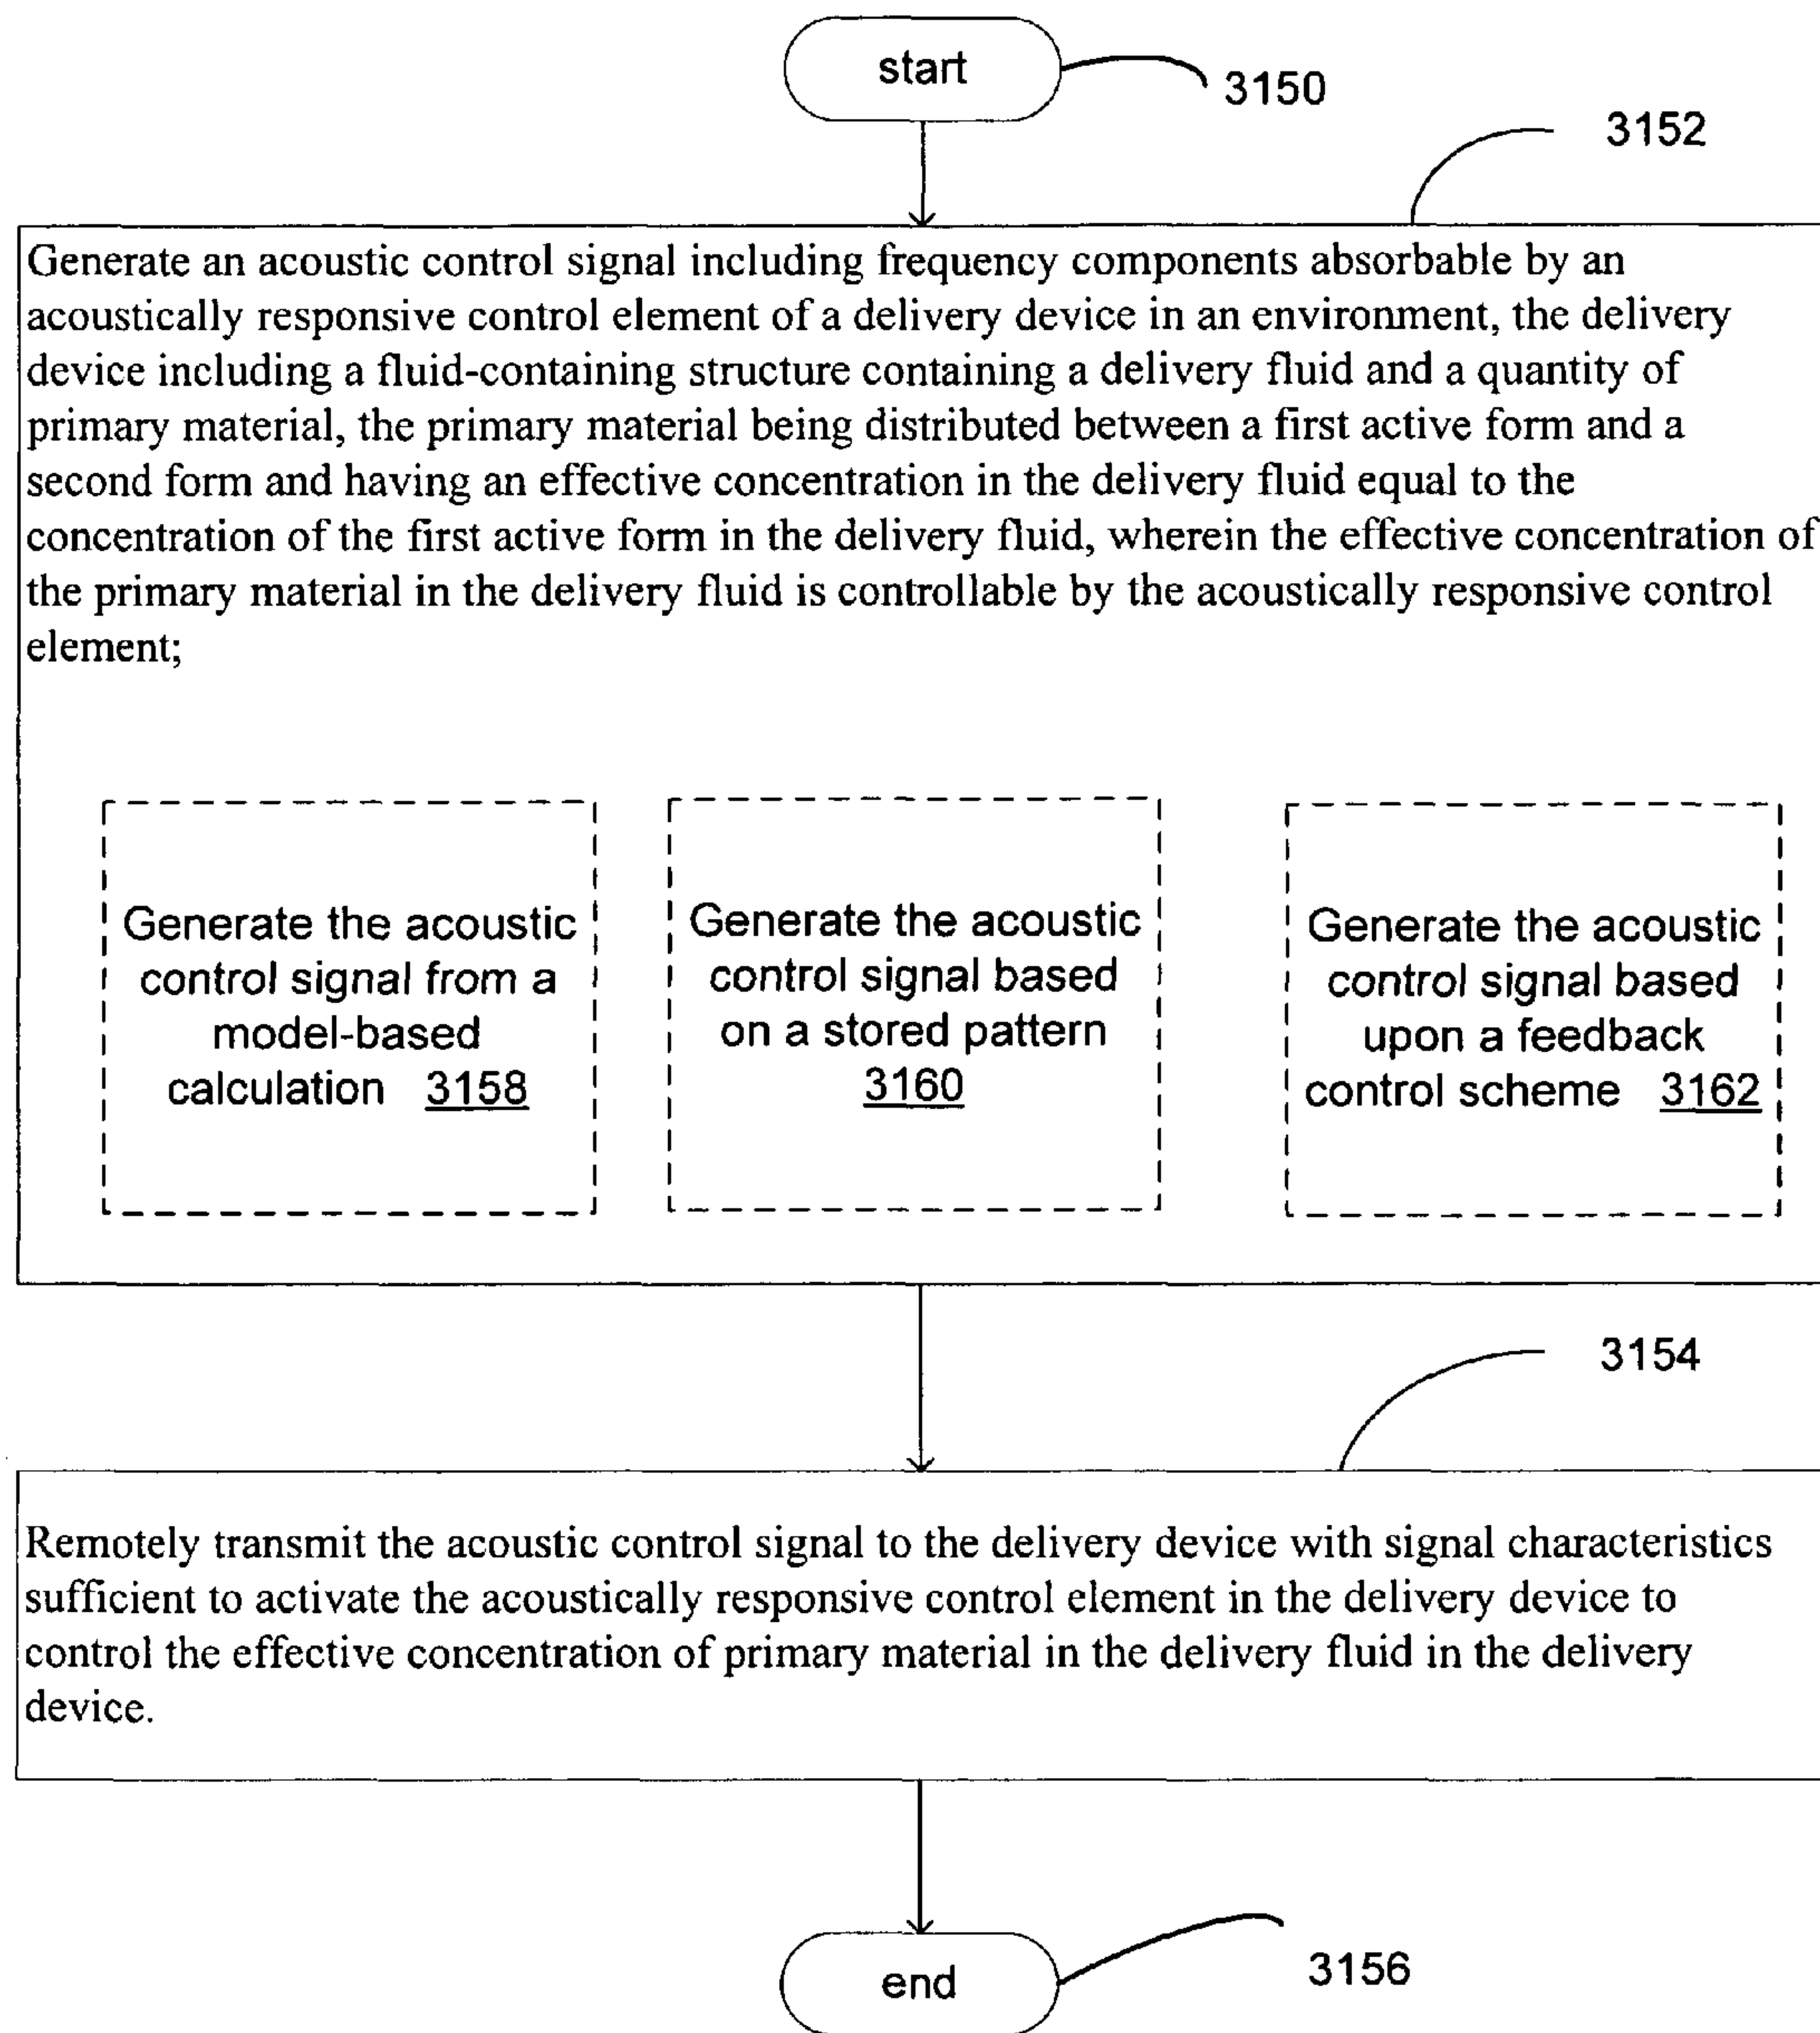 start
3150
3152
Generate an acoustic control signal including frequency components absorbable by an
acoustically responsive control element of a delivery device in an environment, the delivery
device including a fluid-containing structure containing a delivery fluid and a quantity of
primary material, the primary material being distributed between a first active form and a
second form and having an effective concentration in the delivery fluid equal to the
concentration of the first active form in the delivery fluid, wherein the effective concentration of
the primary material in the delivery fluid is controllable by the acoustically responsive control
element;
Generate the acoustic
control signal from a
model-based
calculation 3158
Generate the acoustic
control signal based
on a stored pattern
3160
Generate the acoustic
control signal based
upon a feedback
control scheme 3162
3154
Remotely transmit the acoustic control signal to the delivery device with signal characteristics
sufficient to activate the acoustically responsive control element in the delivery device to
control the effective concentration of primary material in the delivery fluid in the delivery
device.
end
3156